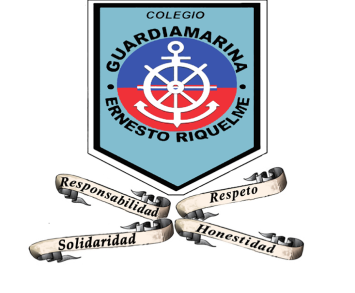 COLEGIO
GUARDIAMARINA
ERNESTO RIQUELME
Responsabilidad
Respeto
Solidaridad
Honestidad